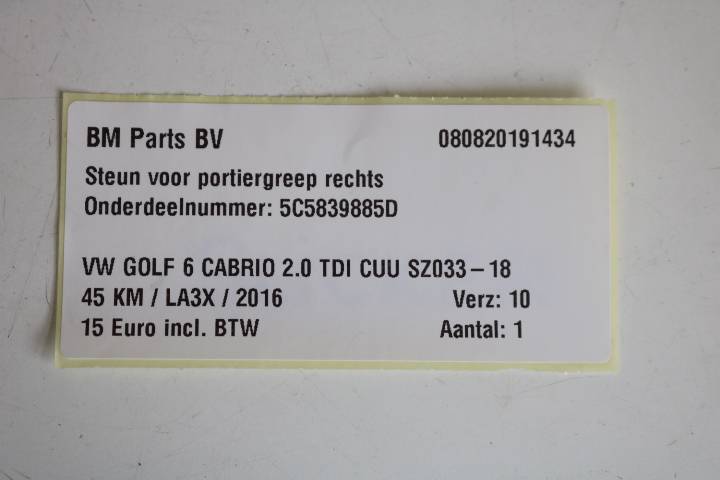 BM Parts BV 080820191434
Steun voor portiergreep rechts
Onderdeelnummer: 5C5839885D
VW GOLF 6 CABRIO 2.0 TDI CUU SZ033-18
45 KM / LA3X / 2016 Verz: 10
15 Euro incl. BTW Aantal: 1